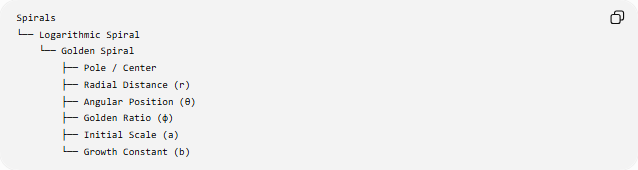 Spirals
└── Logarithmic Spiral
    └── Golden Spiral
        ├── Pole / Center
        ├── Radial Distance (r)
        ├── Angular Position (θ)
        ├── Golden Ratio (ϕ)
        ├── Initial Scale (a)
        └── Growth Constant (b)